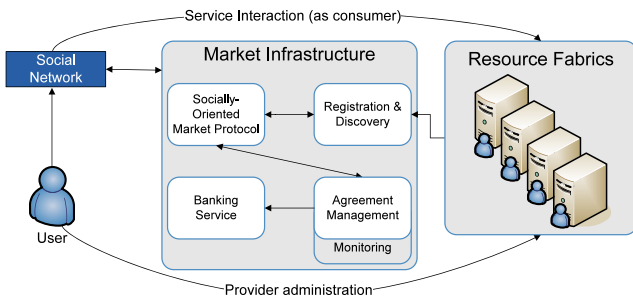 Service Interaction (as consumer)
Social
Network
Market Infrastructure
Resource Fabrics
Socially-
Oriented
Market Protocol
Registration &
Discovery
Banking
Service
Agreement
Management
Monitoring
User
Provider administration